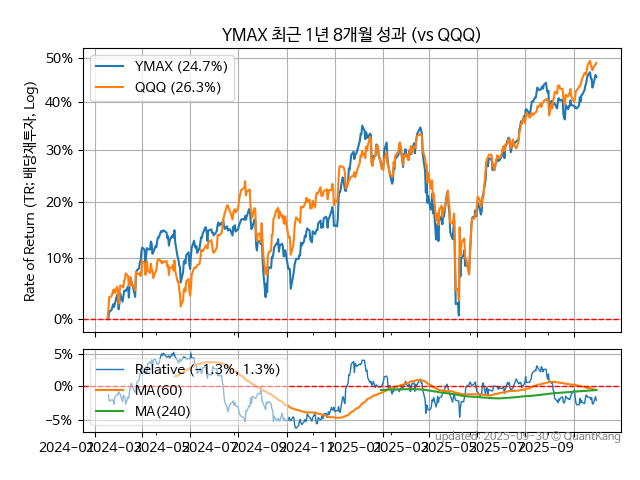 YMAX 최근 1년 8개월 성과 (vs QQQ)
Rate of Return (TR: 배당재투자, Log)
50%
40%
30%
20%
10%
0%
YMAX (24.7%)
QQQ (26.3%)
5%
0%
−5%
Relative (−1.3%, 1.3%)
MA(60)
MA(240)
2024-01
2024-03
2024-05
2024-07
2024-09
2024-11
2025-01
2025-03
2025-05
2025-07
2025-09
updated: 2025-09-30 © QuantKang